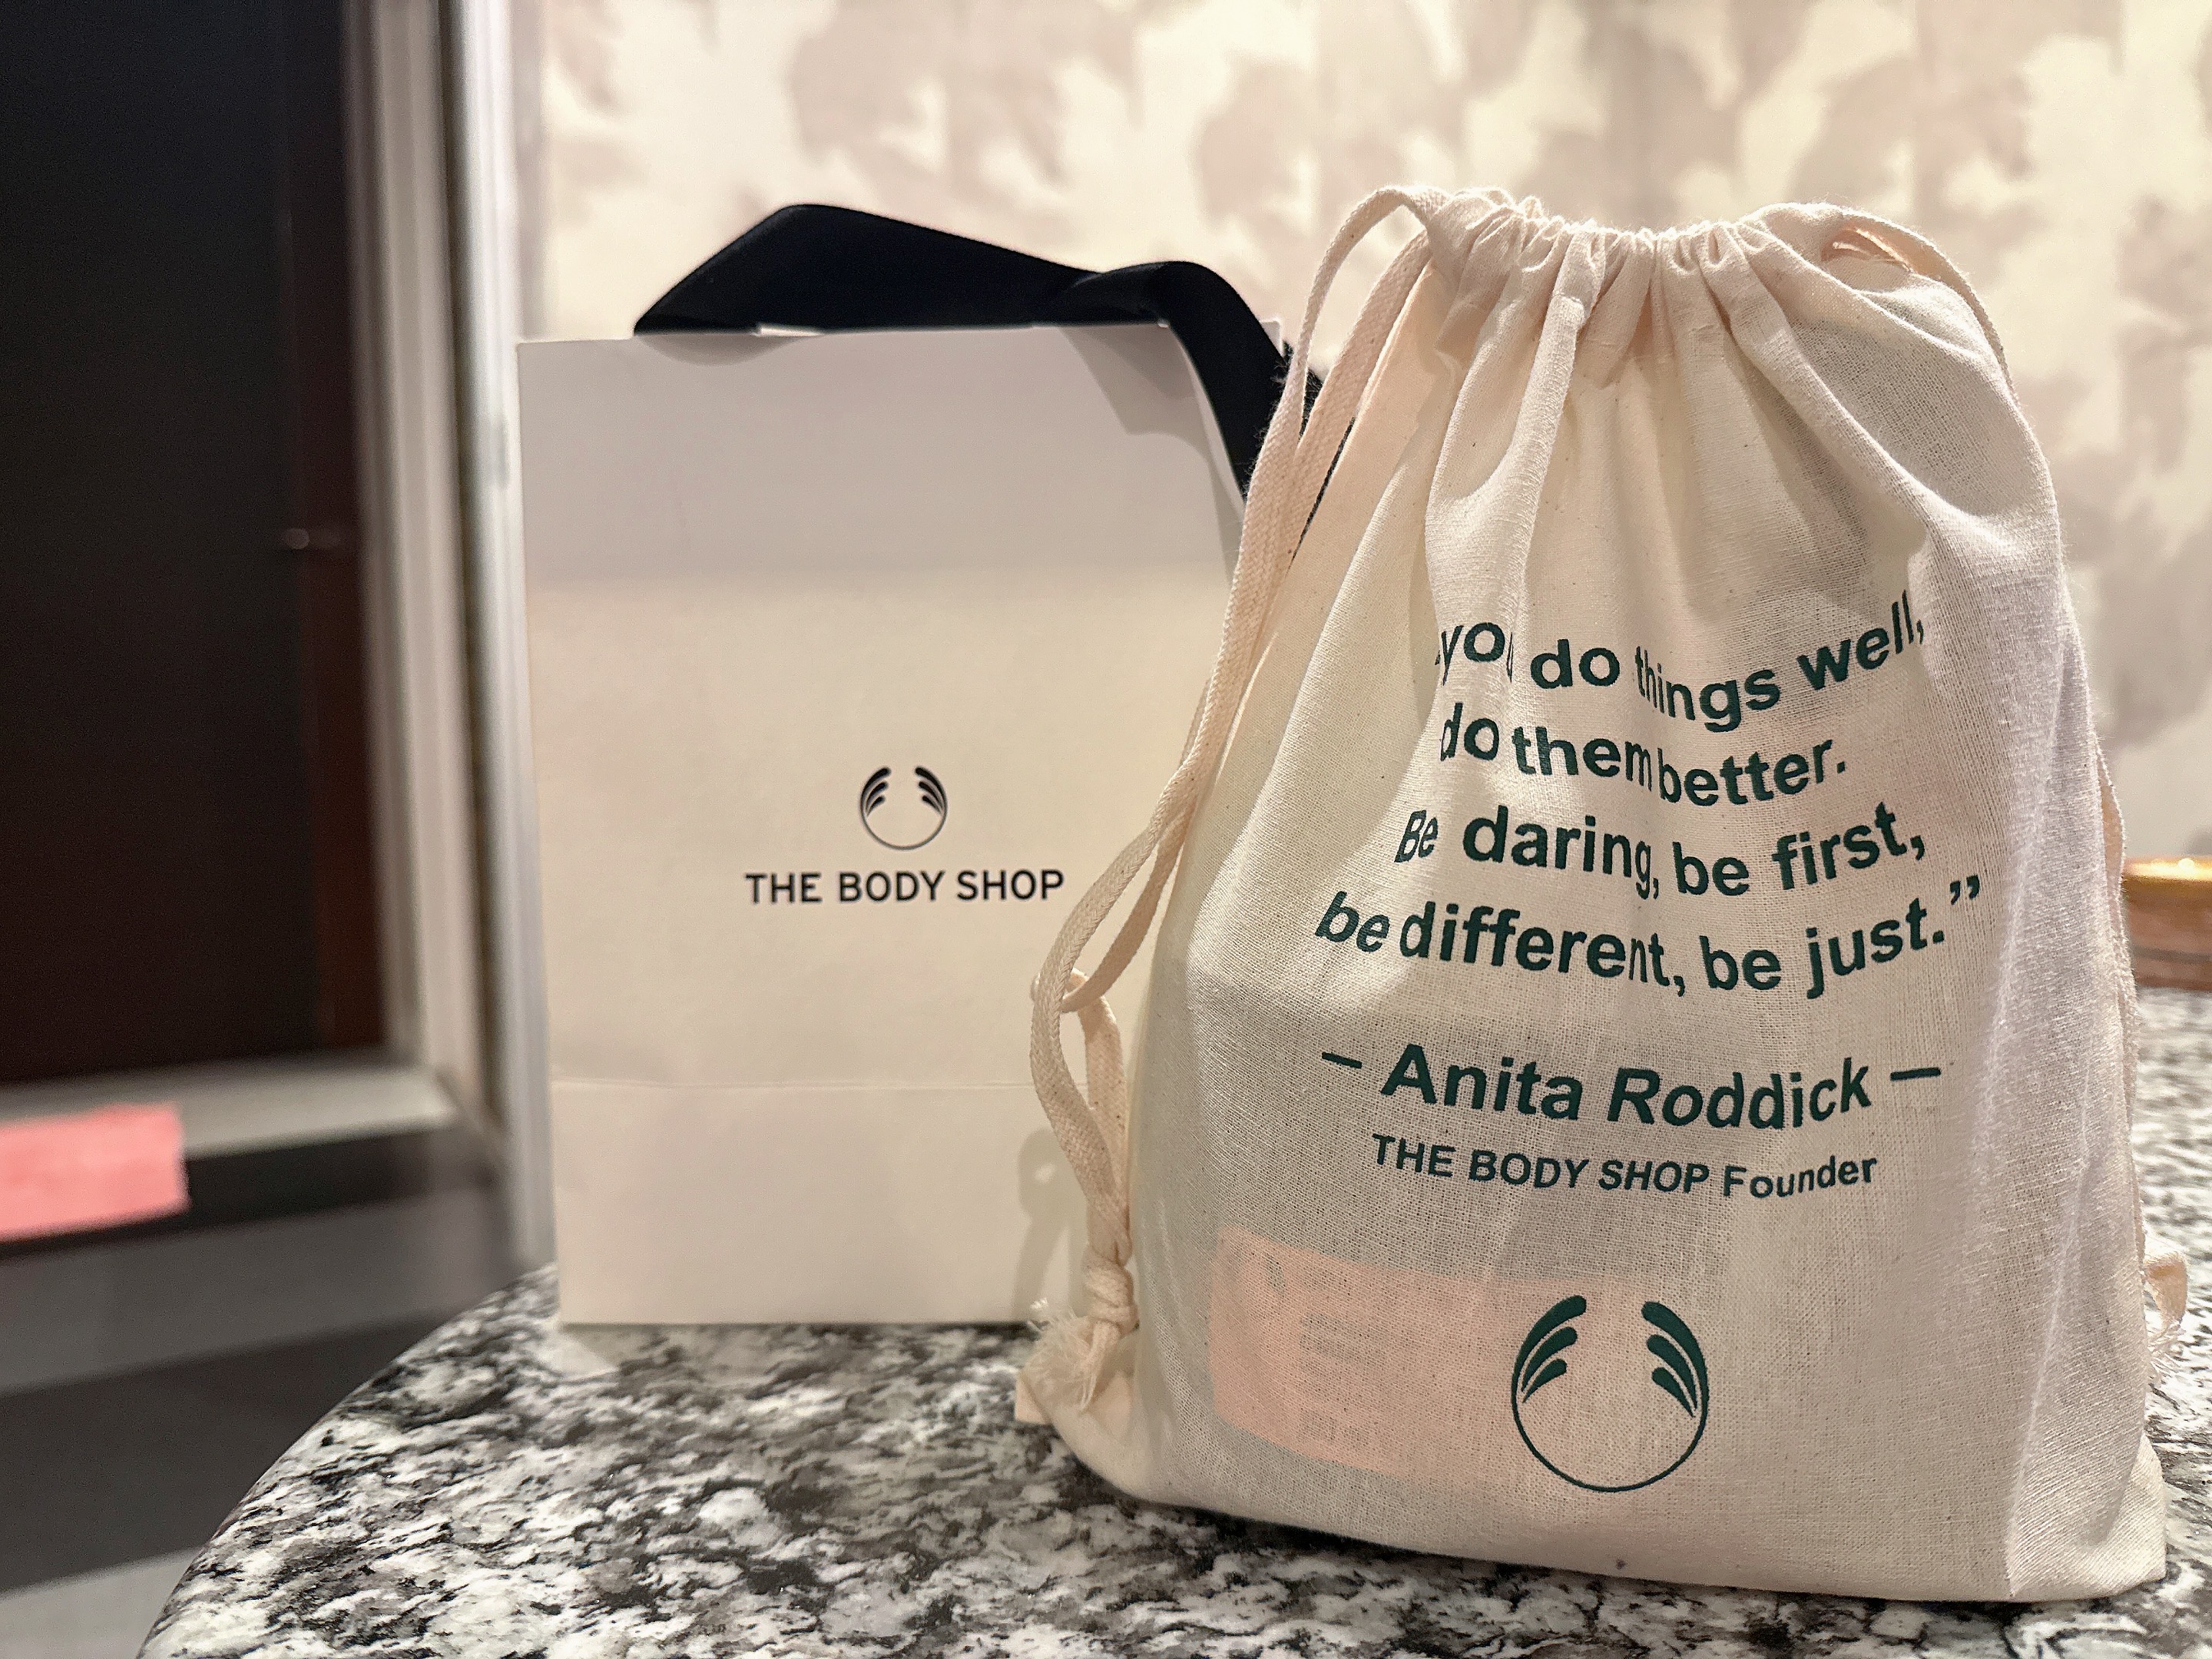 THE BODY SHOP
you do things well,
do them better.
Be daring, be first,
be different, be just.”
– Anita Roddick –
THE BODY SHOP Founder